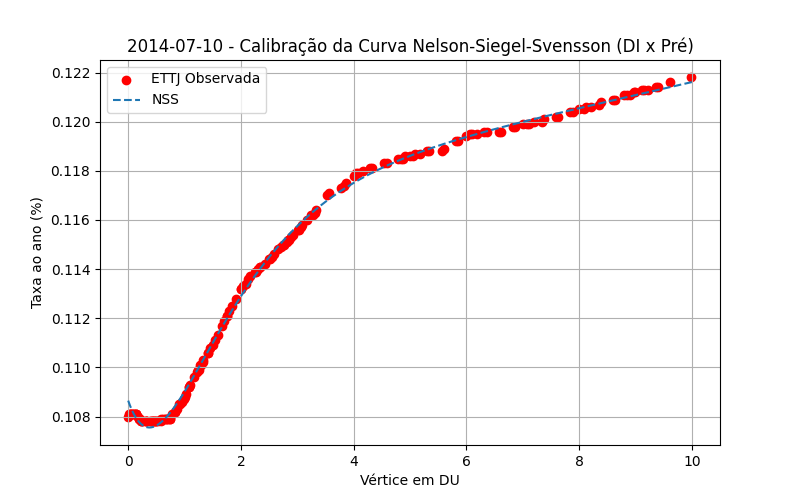 2014-07-10 - Calibração da Curva Nelson-Siegel-Svensson (DI x Pré)
ETTJ Observada
NSS
Taxa ao ano (%)
0.122
0.120
0.118
0.116
0.114
0.112
0.110
0.108
0 2 4 6 8 10
Vértice em DU